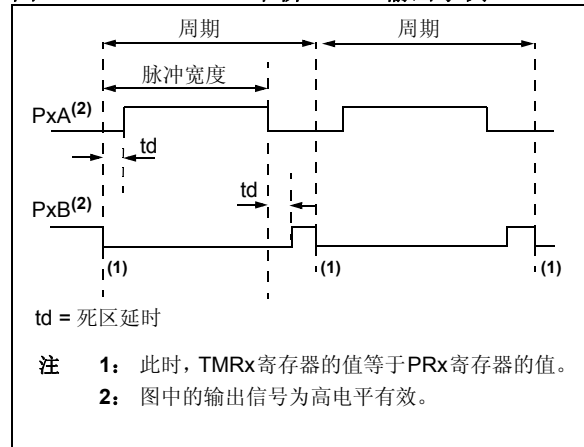 周期 周期
脉冲宽度
PxA(2)
td
td
PxB(2)
(1) (1) (1)
td = 死区延时
注 1： 此时，TMRx寄存器的值等于PRx寄存器的值。
2： 图中的输出信号为高电平有效。